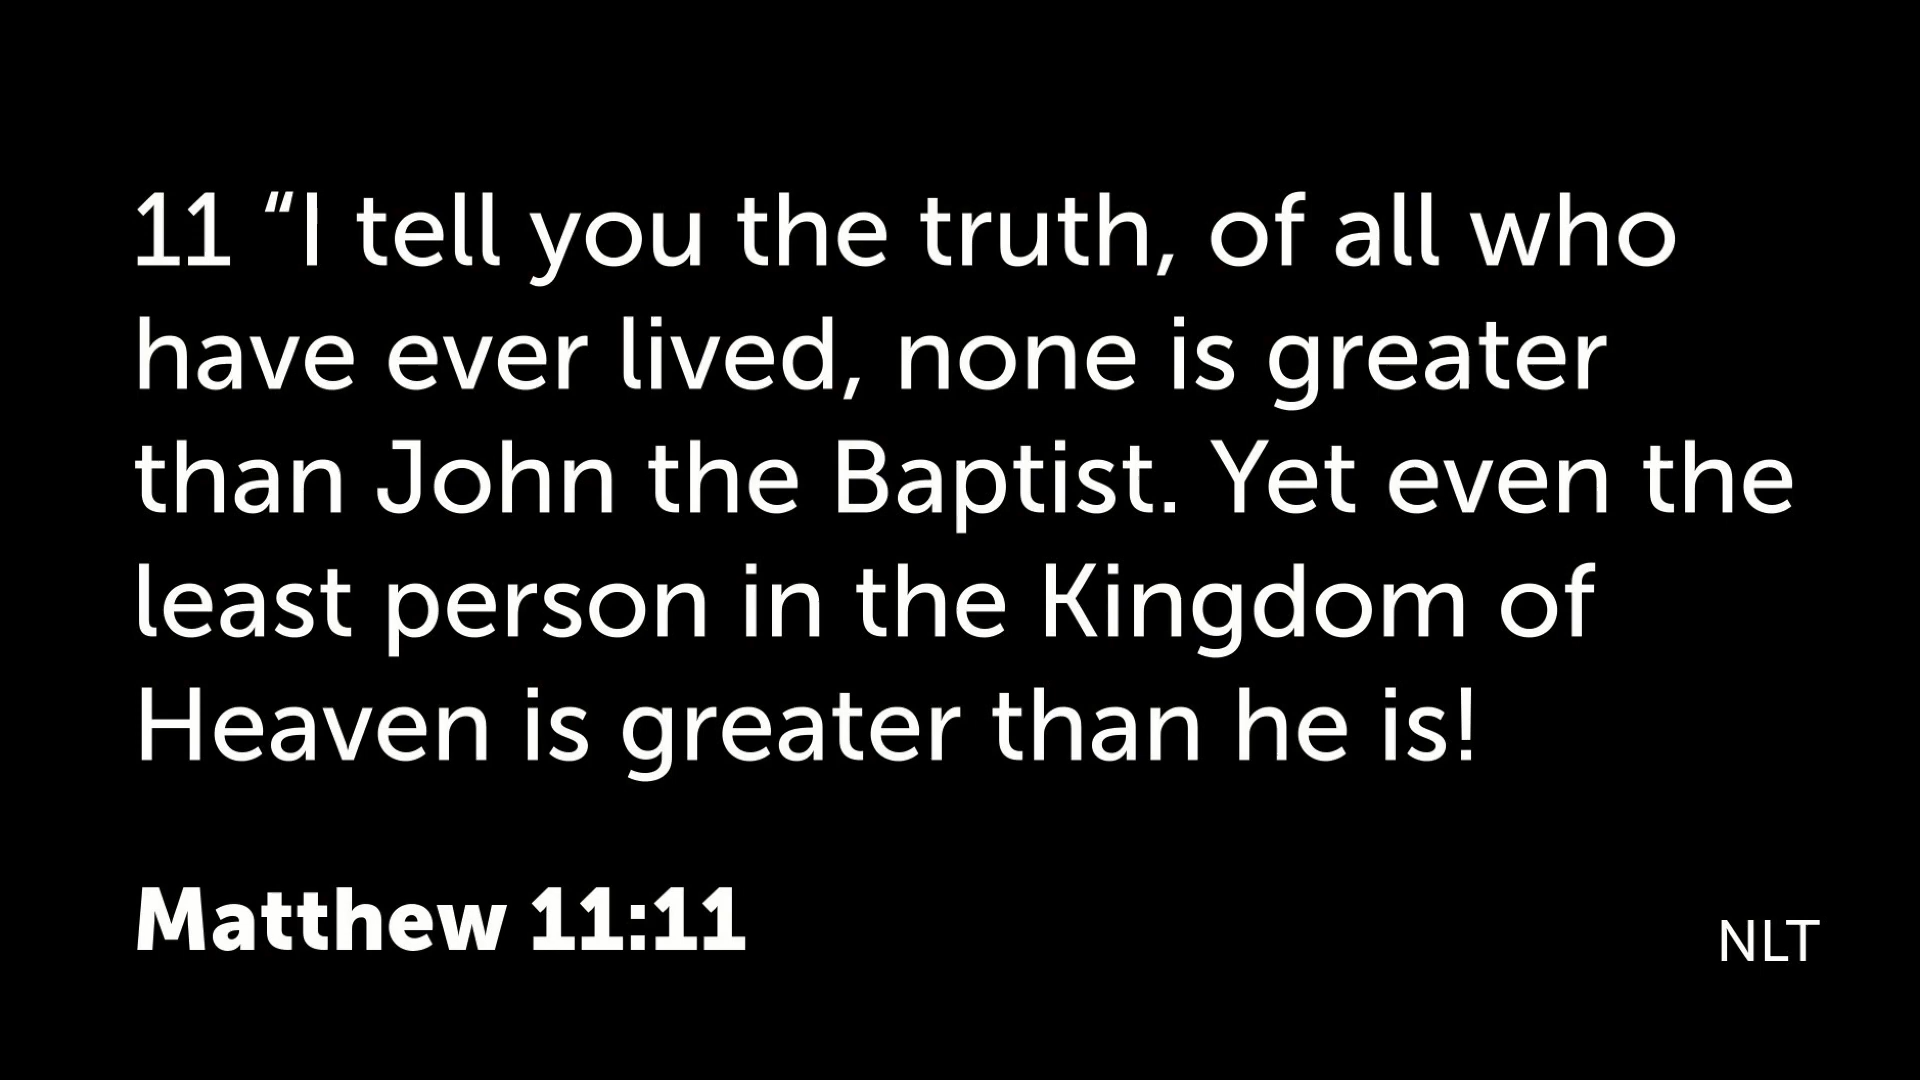 11 “I tell you the truth, of all who
have ever lived, none is greater
than John the Baptist. Yet even the
least person in the Kingdom of
Heaven is greater than he is!
Matthew 11:11
NLT